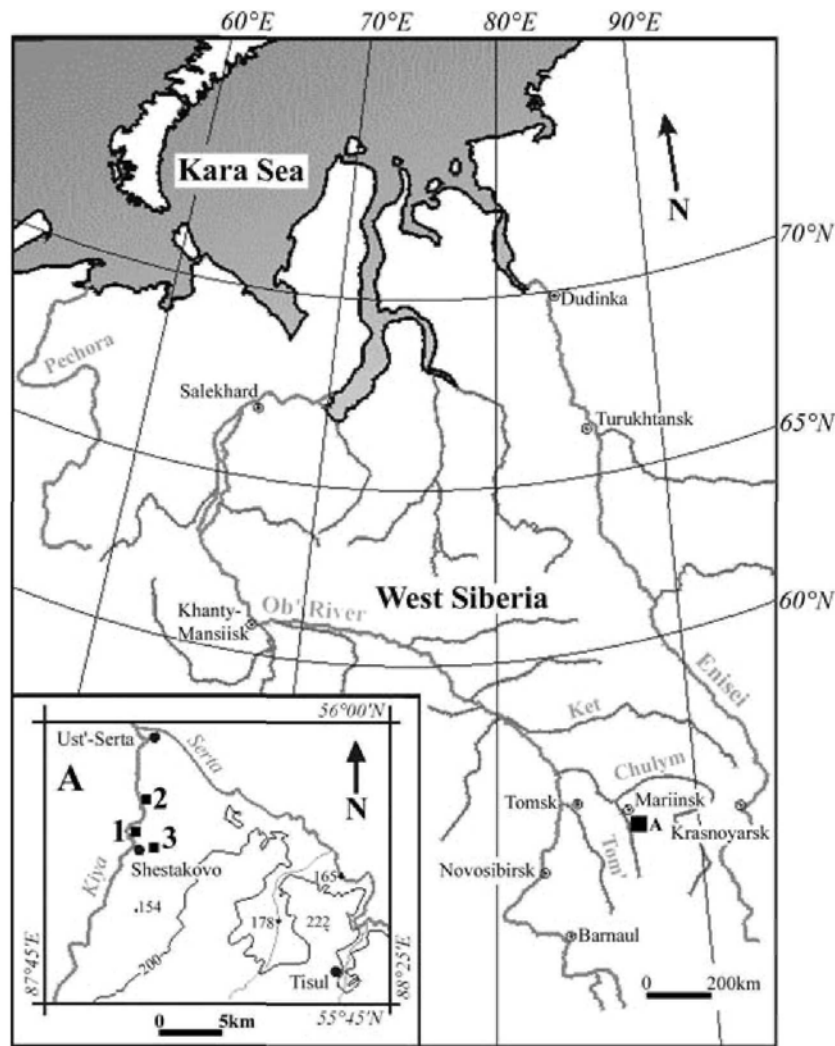 60°E 70°E 80°E 90°E
Kara Sea
N
70°N
Dudinka
Pechora
Salekhard
Turukhtansk
65°N
West Siberia
Khanty-
Mansiisk
Ob' River
60°N
Enisei
Ket
Chulym
Tomsk
Mariinsk
A
Krasnoyarsk
Tom'
Novosibirsk
Barnaul
0 200km
56°00'N
Ust'-Serta
Serta
A
N
2
1
3
Shestakovo
Kiya
165
154
178
222
200
Tisul
87°45'E
88°25'E
0 5km
55°45'N